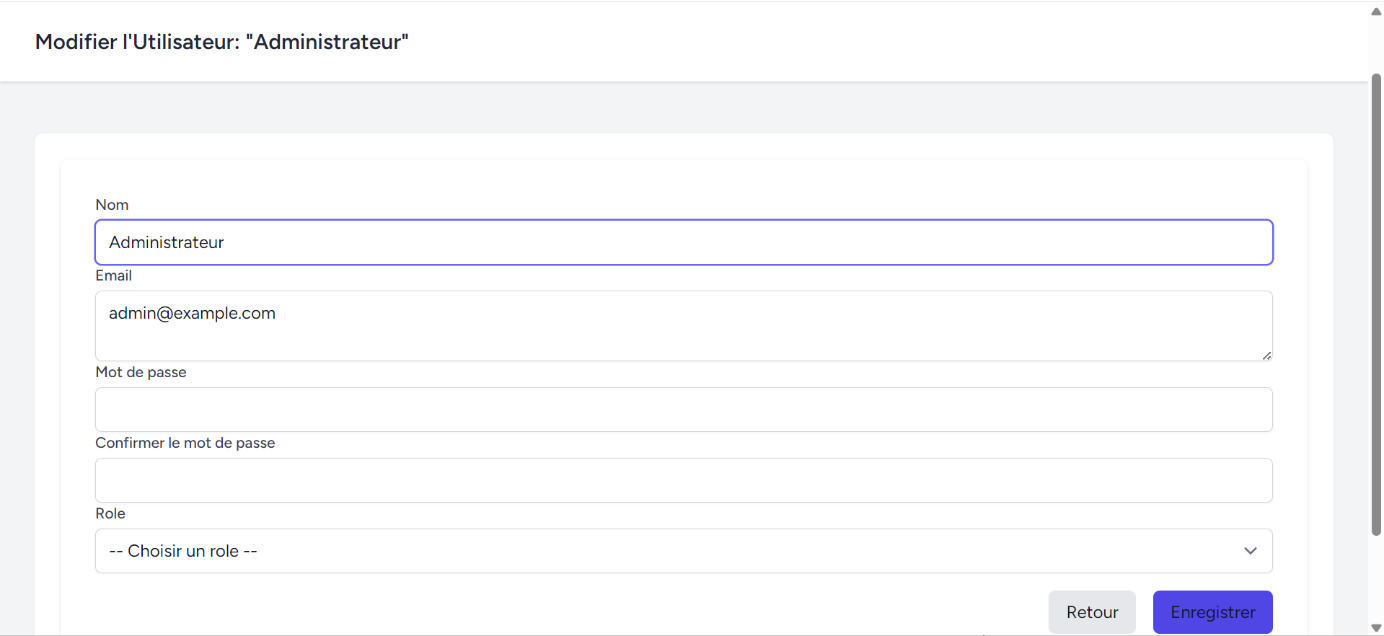 Modifier l'Utilisateur: "Administrateur"
Nom
Administrateur
Email
admin@example.com
Mot de passe
Confirmer le mot de passe
Role
-- Choisir un role --
Retour
Enregistrer